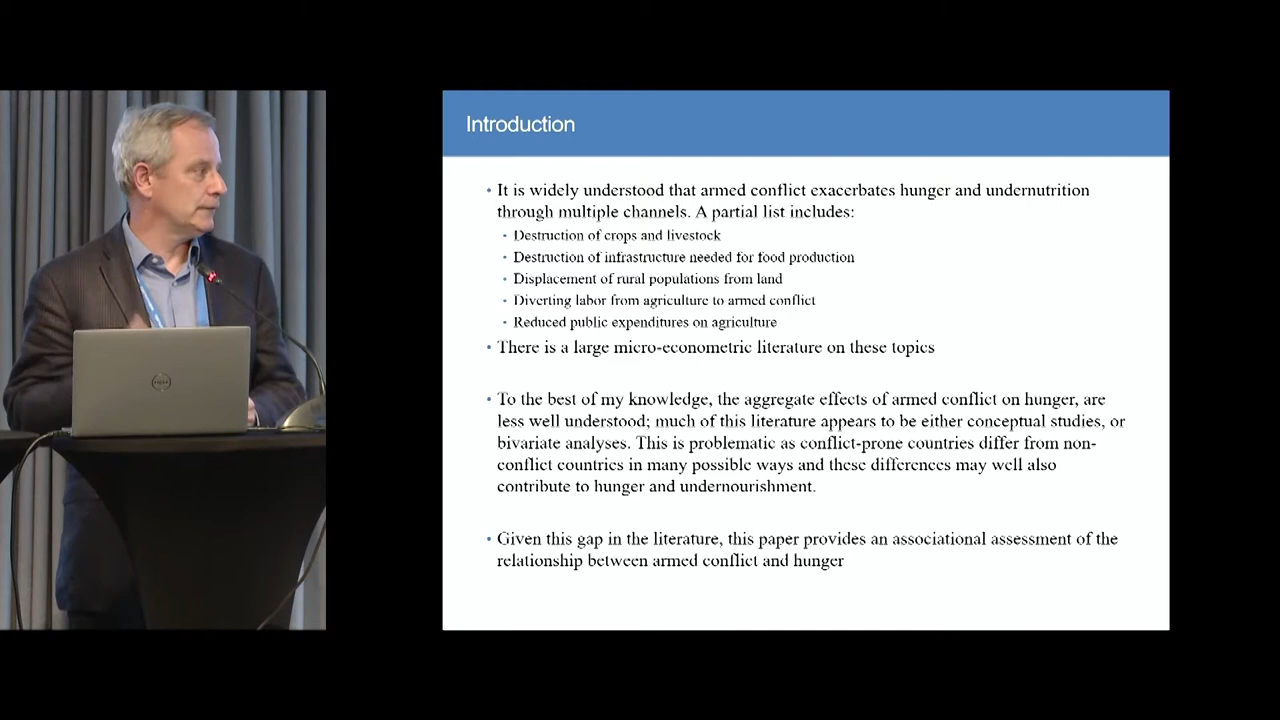 Introduction
• It is widely understood that armed conflict exacerbates hunger and undernutrition
through multiple channels. A partial list includes:
• Destruction of crops and livestock
• Destruction of infrastructure needed for food production
• Displacement of rural populations from land
• Diverting labor from agriculture to armed conflict
• Reduced public expenditures on agriculture
• There is a large micro-econometric literature on these topics
• To the best of my knowledge, the aggregate effects of armed conflict on hunger, are
less well understood; much of this literature appears to be either conceptual studies, or
bivariate analyses. This is problematic as conflict-prone countries differ from non-
conflict countries in many possible ways and these differences may well also
contribute to hunger and undernourishment.
• Given this gap in the literature, this paper provides an associational assessment of the
relationship between armed conflict and hunger
DELL